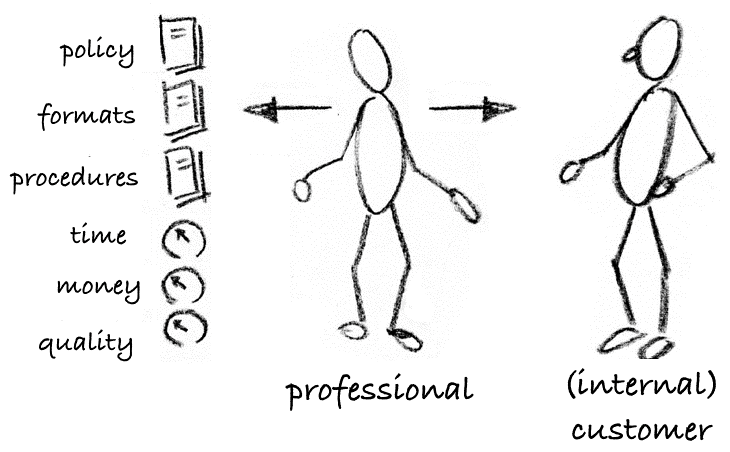 policy
formats
procedures
time
money
quality
professional
(internal)
customer